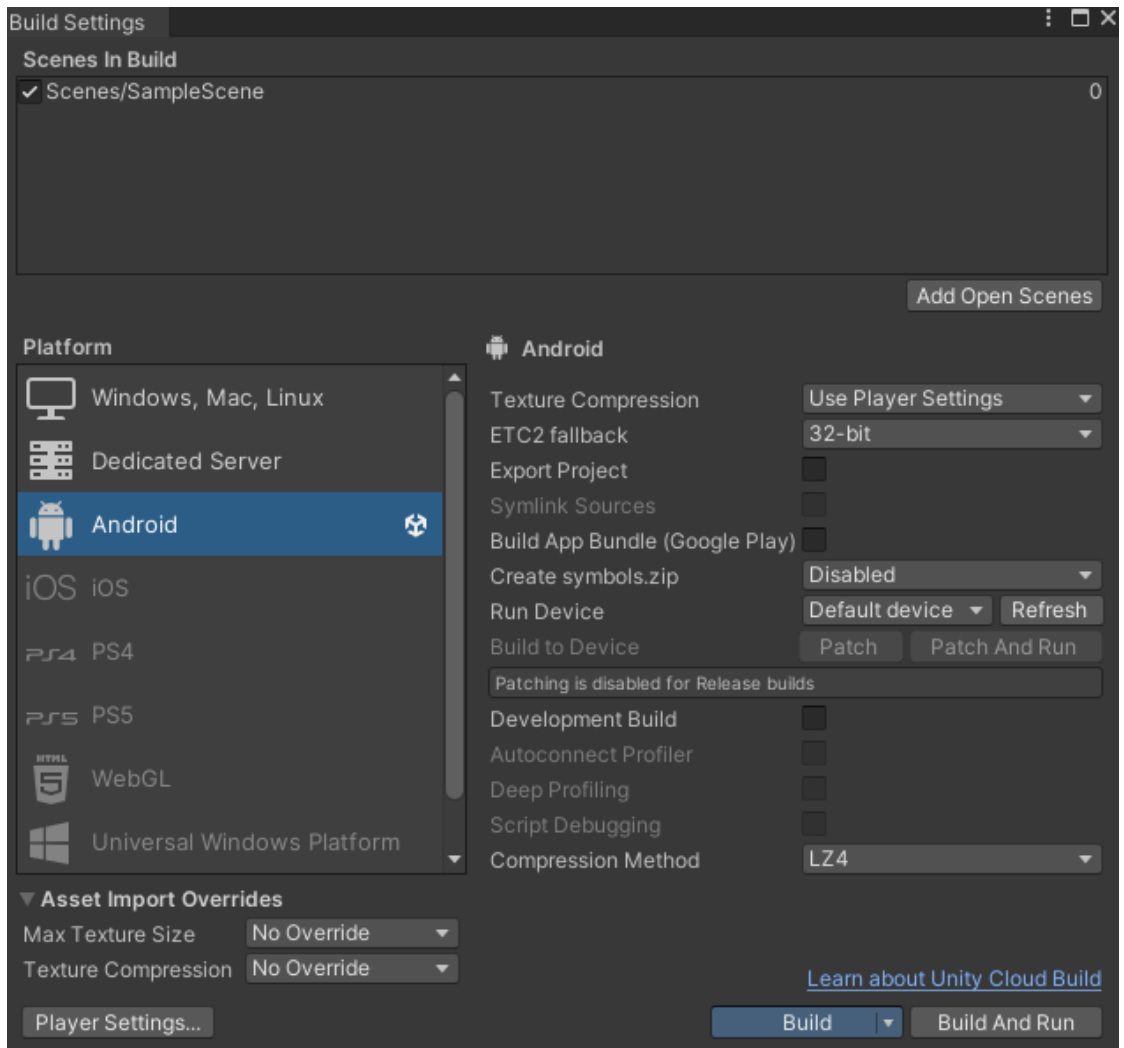 Build Settings
Scenes In Build
Scenes/SampleScene 0
Add Open Scenes
Platform
Windows, Mac, Linux
Dedicated Server
Android
iOS iOS
PS4 PS4
PS5 PS5
HTML 5 WebGL
Universal Windows Platform
Android
Texture Compression Use Player Settings
ETC2 fallback 32-bit
Export Project
Symlink Sources
Build App Bundle (Google Play)
Create symbols.zip Disabled
Run Device Default device Refresh
Build to Device Patch Patch And Run
Patching is disabled for Release builds
Development Build
Autoconnect Profiler
Deep Profiling
Script Debugging
Compression Method LZ4
Asset Import Overrides
Max Texture Size No Override
Texture Compression No Override
Learn about Unity Cloud Build
Player Settings... Build Build And Run